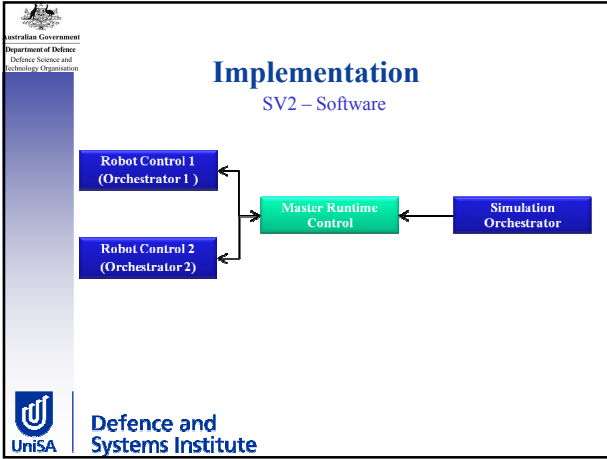 Australian Government
Department of Defence
Defence Science and
Technology Organisation
Implementation
SV2 – Software
Robot Control 1
(Orchestrator 1 )
Robot Control 2
(Orchestrator 2)
Master Runtime
Control
Simulation
Orchestrator
UniSA
Defence and
Systems Institute